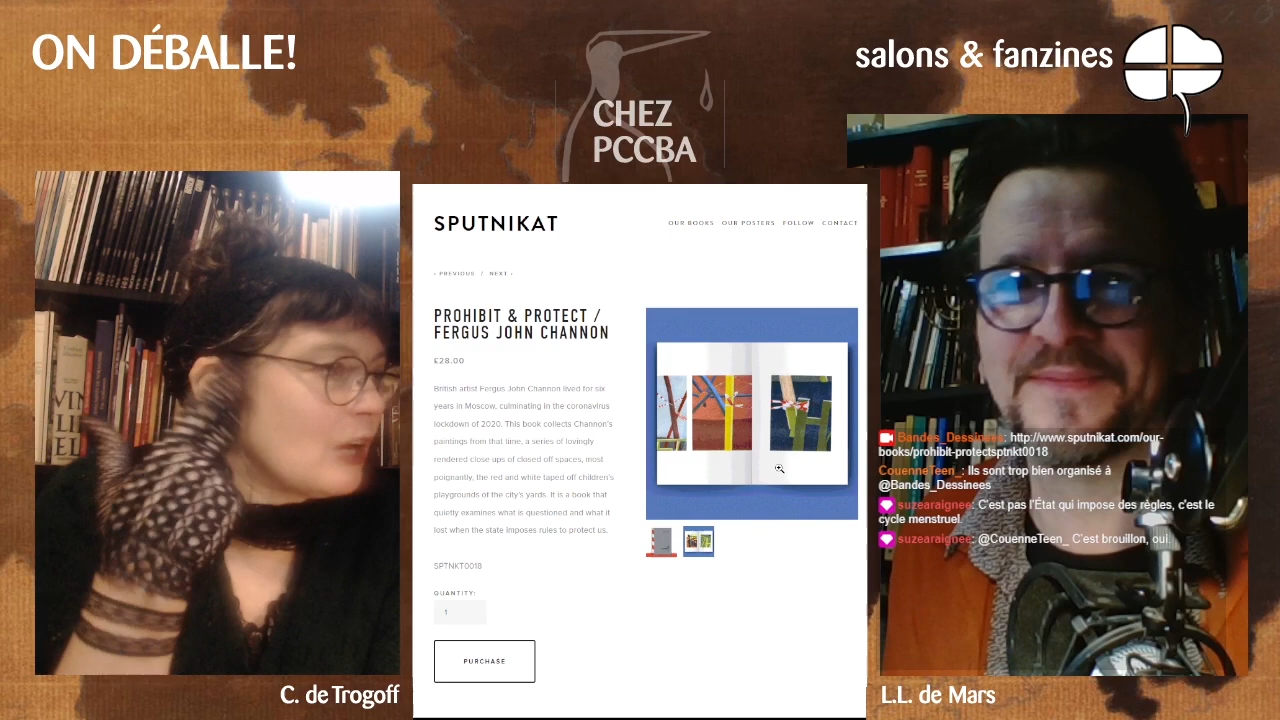 ON DÉBALLE!
salons & fanzines
CHEZ
PCCBA
SPUTNIKAT
OUR BOOKS OUR POSTERS FOLLOW CONTACT
‹ PREVIOUS / NEXT ›
PROHIBIT & PROTECT /
FERGUS JOHN CHANNON
£28.00
British artist Fergus John Channon lived for six
years in Moscow, culminating in the coronavirus
lockdown of 2020. This book collects Channon's
paintings from that time, a series of lovingly
rendered close ups of closed off spaces, most
poignantly, the red and white taped off children's
playgrounds of the city's yards. It is a book that
quietly examines what is questioned and what it
lost when the state imposes rules to protect us.
SPTNKT0018
QUANTITY:
1
PURCHASE
Bandes_Dessinees: http://www.sputnikat.com/our-
books/prohibit-protectsptnkt0018
CouenneTeen_: Ils sont trop bien organisé à
@Bandes_Dessinees
suzearaignee: C'est pas l'État qui impose des règles, c'est le
cycle menstruel.
suzearaignee: @CouenneTeen_ C'est brouillon, oui.
C. de Trogoff
L.L. de Mars